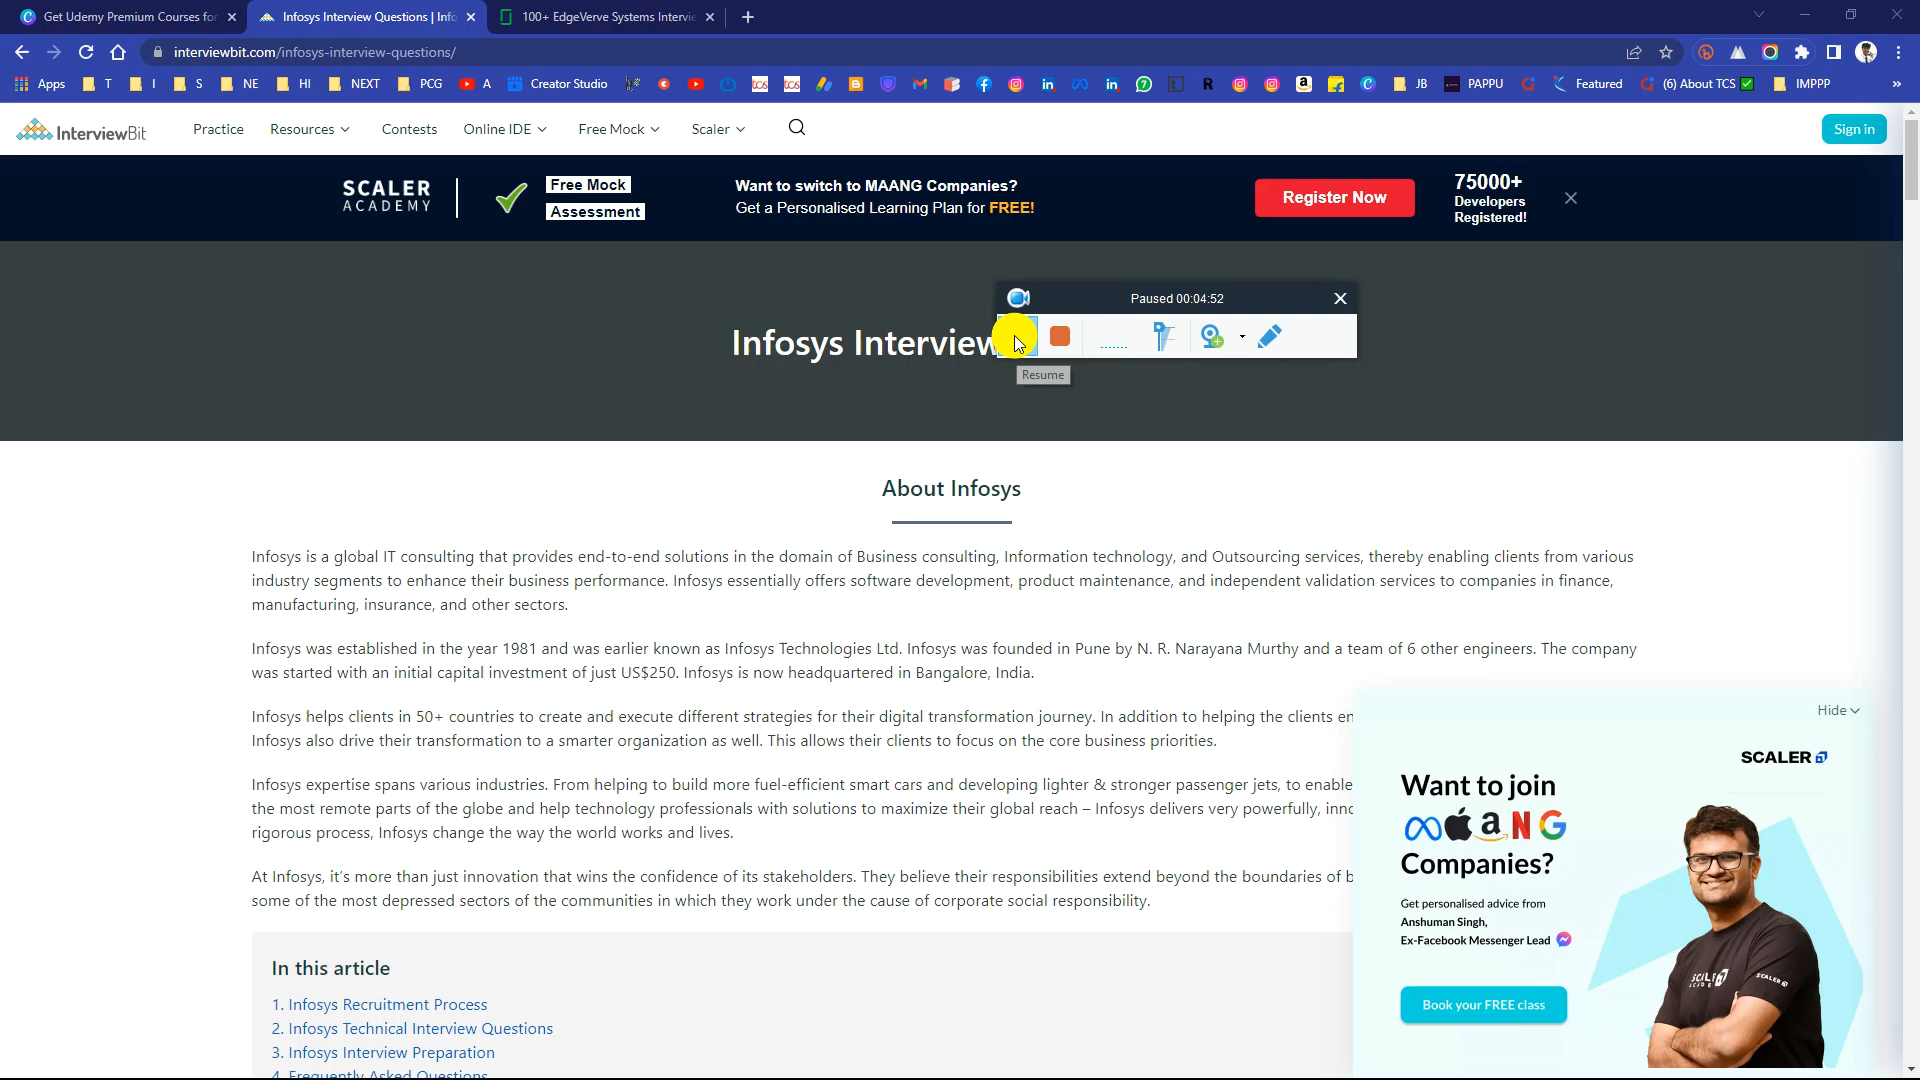 Get Udemy Premium Courses for
Infosys Interview Questions | Info
100+ EdgeVerve Systems Intervie
interviewbit.com/infosys-interview-questions/
Apps
T
I
S
NE
HI
NEXT
PCG
A
Creator Studio
JB
PAPPU
Featured
(6) About TCS
IMPPP
InterviewBit
Practice
Resources
Contests
Online IDE
Free Mock
Scaler
Sign in
SCALER
ACADEMY
Free Mock
Assessment
Want to switch to MAANG Companies?
Get a Personalised Learning Plan for FREE!
Register Now
75000+
Developers
Registered!
Paused 00:04:52
Infosys Interview
Resume
About Infosys
Infosys is a global IT consulting that provides end-to-end solutions in the domain of Business consulting, Information technology, and Outsourcing services, thereby enabling clients from various
industry segments to enhance their business performance. Infosys essentially offers software development, product maintenance, and independent validation services to companies in finance,
manufacturing, insurance, and other sectors.
Infosys was established in the year 1981 and was earlier known as Infosys Technologies Ltd. Infosys was founded in Pune by N. R. Narayana Murthy and a team of 6 other engineers. The company
was started with an initial capital investment of just US$250. Infosys is now headquartered in Bangalore, India.
Infosys helps clients in 50+ countries to create and execute different strategies for their digital transformation journey. In addition to helping the clients en
Infosys also drive their transformation to a smarter organization as well. This allows their clients to focus on the core business priorities.
Infosys expertise spans various industries. From helping to build more fuel-efficient smart cars and developing lighter & stronger passenger jets, to enable
the most remote parts of the globe and help technology professionals with solutions to maximize their global reach – Infosys delivers very powerfully, inno
rigorous process, Infosys change the way the world works and lives.
At Infosys, it's more than just innovation that wins the confidence of its stakeholders. They believe their responsibilities extend beyond the boundaries of b
some of the most depressed sectors of the communities in which they work under the cause of corporate social responsibility.
In this article
1. Infosys Recruitment Process
2. Infosys Technical Interview Questions
3. Infosys Interview Preparation
4. Frequently Asked Questions
Hide
SCALER
Want to join
a N G
Companies?
Get personalised advice from
Anshuman Singh,
Ex-Facebook Messenger Lead
Book your FREE class